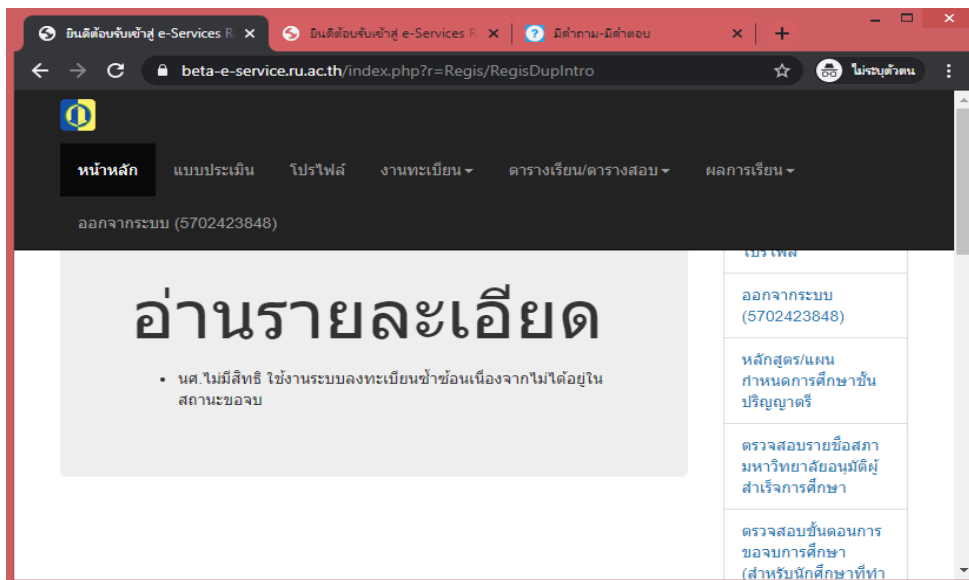 ยินดีต้อนรับเข้าสู่ e-Services R
ยินดีต้อนรับเข้าสู่ e-Services R
มีคำถาม-มีคำตอบ
beta-e-service.ru.ac.th/index.php?r=Regis/RegisDupIntro
ไม่ระบุตัวตน
หน้าหลัก แบบประเมิน โปรไฟล์ งานทะเบียน ตารางเรียน/ตารางสอบ ผลการเรียน
ออกจากระบบ (5702423848)
อ่านรายละเอียด
• นศ.ไม่มีสิทธิ ใช้งานระบบลงทะเบียนซ้ำซ้อนเนื่องจากไม่ได้อยู่ใน
สถานะขอจบ
โปรไฟล์
ออกจากระบบ
(5702423848)
หลักสูตร/แผน
กำหนดการศึกษาชั้น
ปริญญาตรี
ตรวจสอบรายชื่อสภา
มหาวิทยาลัยอนุมัติผู้
สำเร็จการศึกษา
ตรวจสอบขั้นตอนการ
ขอจบการศึกษา
(สำหรับนักศึกษาที่ทำ